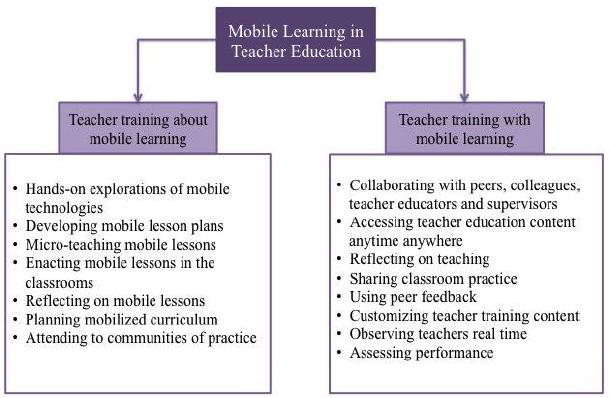 Mobile Learning in
Teacher Education
Teacher training about
mobile learning
• Hands-on explorations of mobile
technologies
• Developing mobile lesson plans
• Micro-teaching mobile lessons
• Enacting mobile lessons in the
classrooms
• Reflecting on mobile lessons
• Planning mobilized curriculum
• Attending to communities of practice
Teacher training with
mobile learning
• Collaborating with peers, colleagues,
teacher educators and supervisors
• Accessing teacher education content
anytime anywhere
• Reflecting on teaching
• Sharing classroom practice
• Using peer feedback
• Customizing teacher training content
• Observing teachers real time
• Assessing performance